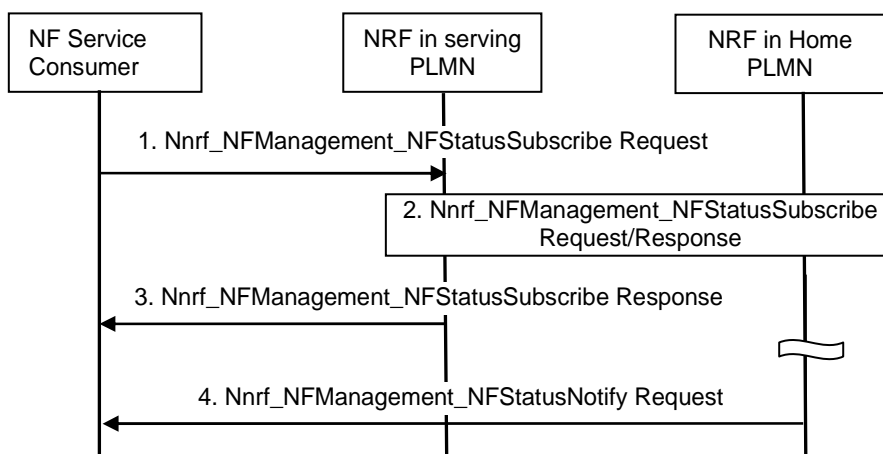 NF Service
Consumer
NRF in serving
PLMN
NRF in Home
PLMN
1. Nnrf_NFManagement_NFStatusSubscribe Request
2. Nnrf_NFManagement_NFStatusSubscribe
Request/Response
3. Nnrf_NFManagement_NFStatusSubscribe Response
4. Nnrf_NFManagement_NFStatusNotify Request